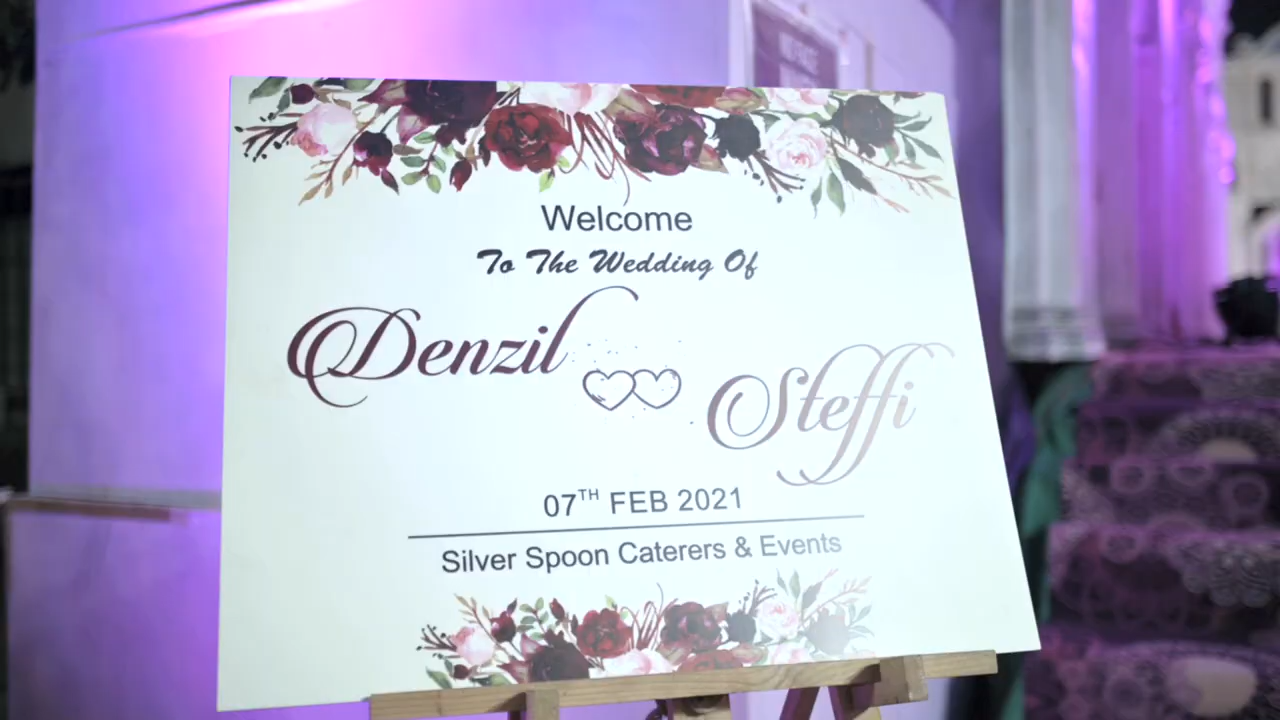 Welcome
To The Wedding Of
Denzil
Steffi
07TH FEB 2021
Silver Spoon Caterers & Events